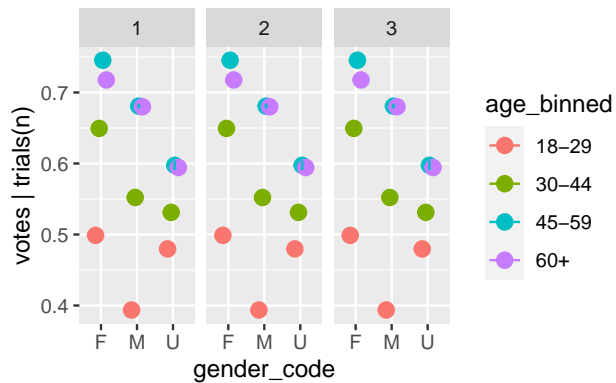 1 2 3
votes | trials(n)
0.7
0.6
0.5
0.4
F M U F M U F M U
gender_code
age_binned
18−29
30−44
45−59
60+